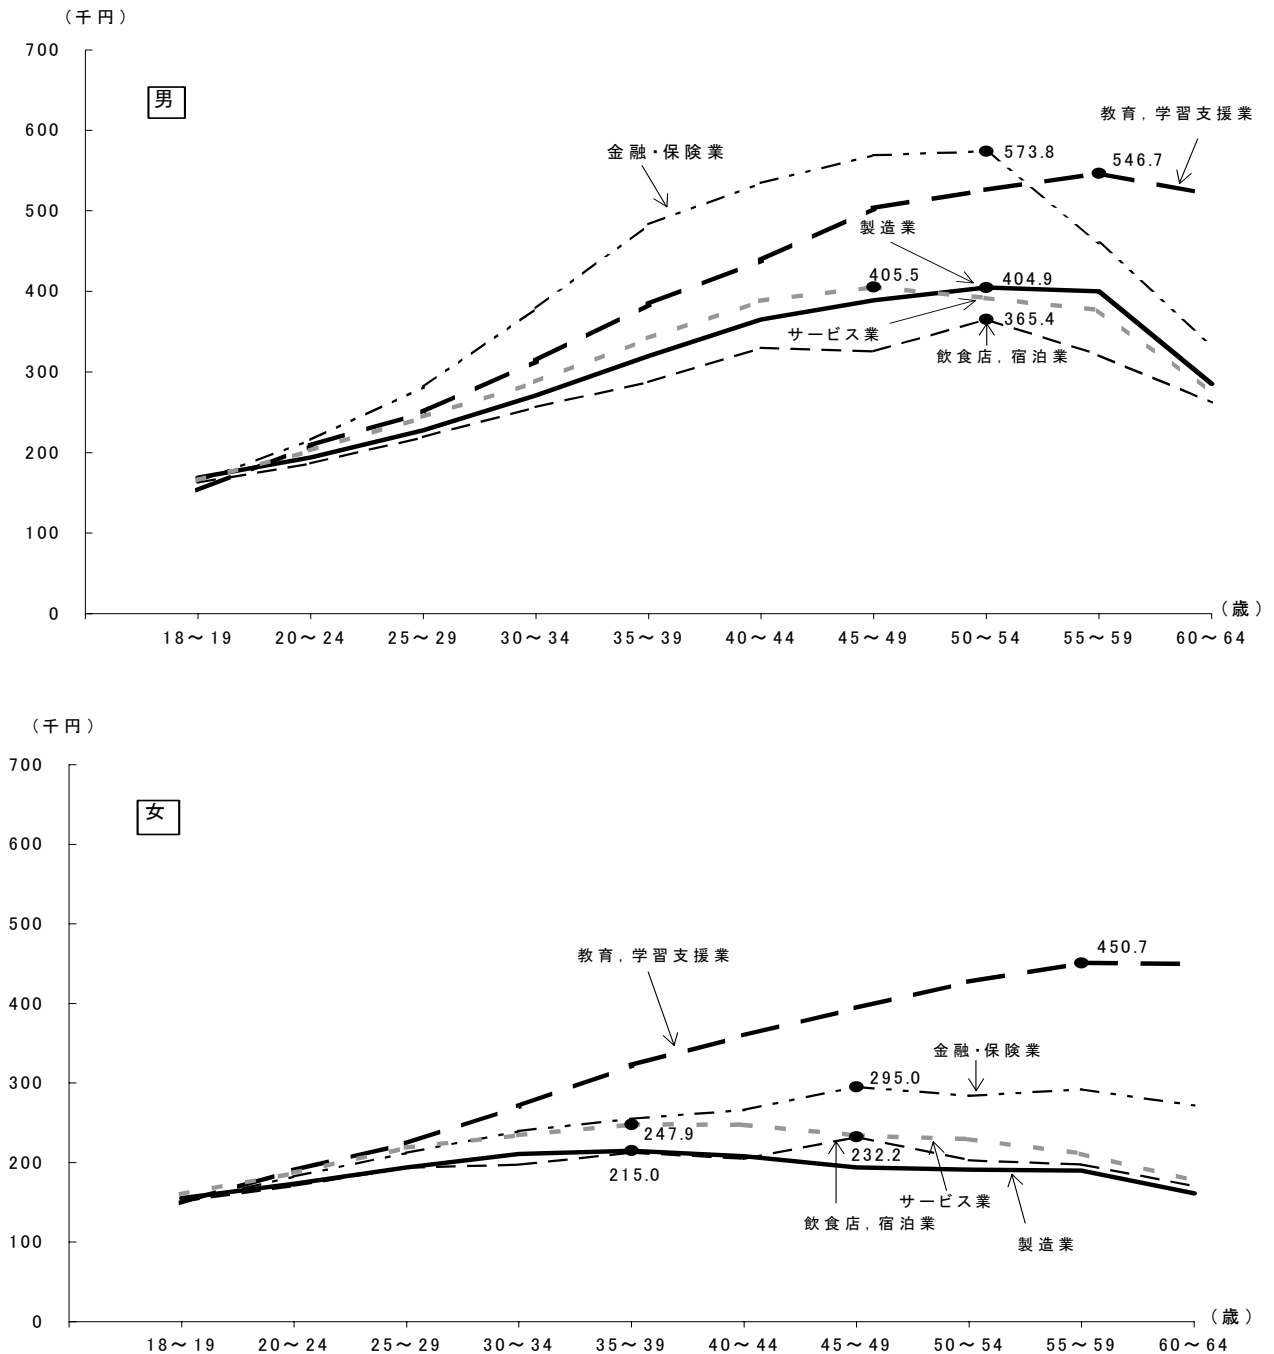 （千円）
700
男
600
教育，学習支援業
金融・保険業
573.8
546.7
500
製造業
405.5
404.9
400
365.4
サービス業
飲食店，宿泊業
300
200
100
0
（歳）
18～19 20～24 25～29 30～34 35～39 40～44 45～49 50～54 55～59 60～64
（千円）
700
女
600
500
教育，学習支援業
450.7
400
金融・保険業
300
295.0
247.9
232.2
200
215.0
サービス業
飲食店，宿泊業
製造業
100
0
（歳）
18～19 20～24 25～29 30～34 35～39 40～44 45～49 50～54 55～59 60～64